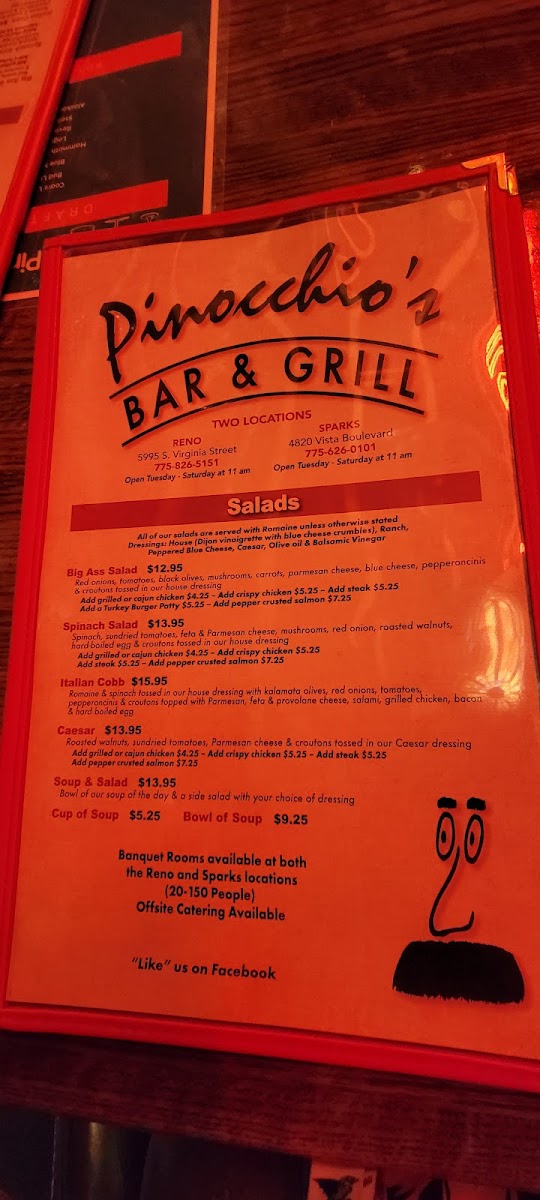 DRAFT
Coors L
Bud Li
Blue M
Mammoth
Pinocchio's
BAR & GRILL
TWO LOCATIONS
RENO
5995 S. Virginia Street
775-826-5151
Open Tuesday - Saturday at 11 am
SPARKS
4820 Vista Boulevard
775-626-0101
Open Tuesday - Saturday at 11 am
Salads
All of our salads are served with Romaine unless otherwise stated
Dressings: House (Dijon vinaigrette with blue cheese crumbles), Ranch,
Peppered Blue Cheese, Caesar, Olive oil & Balsamic Vinegar
Big Ass Salad $12.95
Red onions, tomatoes, black olives, mushrooms, carrots, parmesan cheese, blue cheese, pepperoncinis
& croutons tossed in our house dressing
Add grilled or cajun chicken $4.25 – Add crispy chicken $5.25 – Add steak $5.25
Add a Turkey Burger Patty $5.25 – Add pepper crusted salmon $7.25
Spinach Salad $13.95
Spinach, sundried tomatoes, feta & Parmesan cheese, mushrooms, red onion, roasted walnuts,
hard boiled egg & croutons tossed in our house dressing
Add grilled or cajun chicken $4.25 – Add crispy chicken $5.25
Add steak $5.25 – Add pepper crusted salmon $7.25
Italian Cobb $15.95
Romaine & spinach tossed in our house dressing with kalamata olives, red onions, tomatoes,
pepperoncinis & croutons topped with Parmesan, feta & provolone cheese, salami, grilled chicken, bacon
& hard boiled egg
Caesar $13.95
Roasted walnuts, sundried tomatoes, Parmesan cheese & croutons tossed in our Caesar dressing
Add grilled or cajun chicken $4.25 – Add crispy chicken $5.25 – Add steak $5.25
Add pepper crusted salmon $7.25
Soup & Salad $13.95
Bowl of our soup of the day & a side salad with your choice of dressing
Cup of Soup $5.25 Bowl of Soup $9.25
Banquet Rooms available at both
the Reno and Sparks locations
(20-150 People)
Offsite Catering Available
"Like" us on Facebook